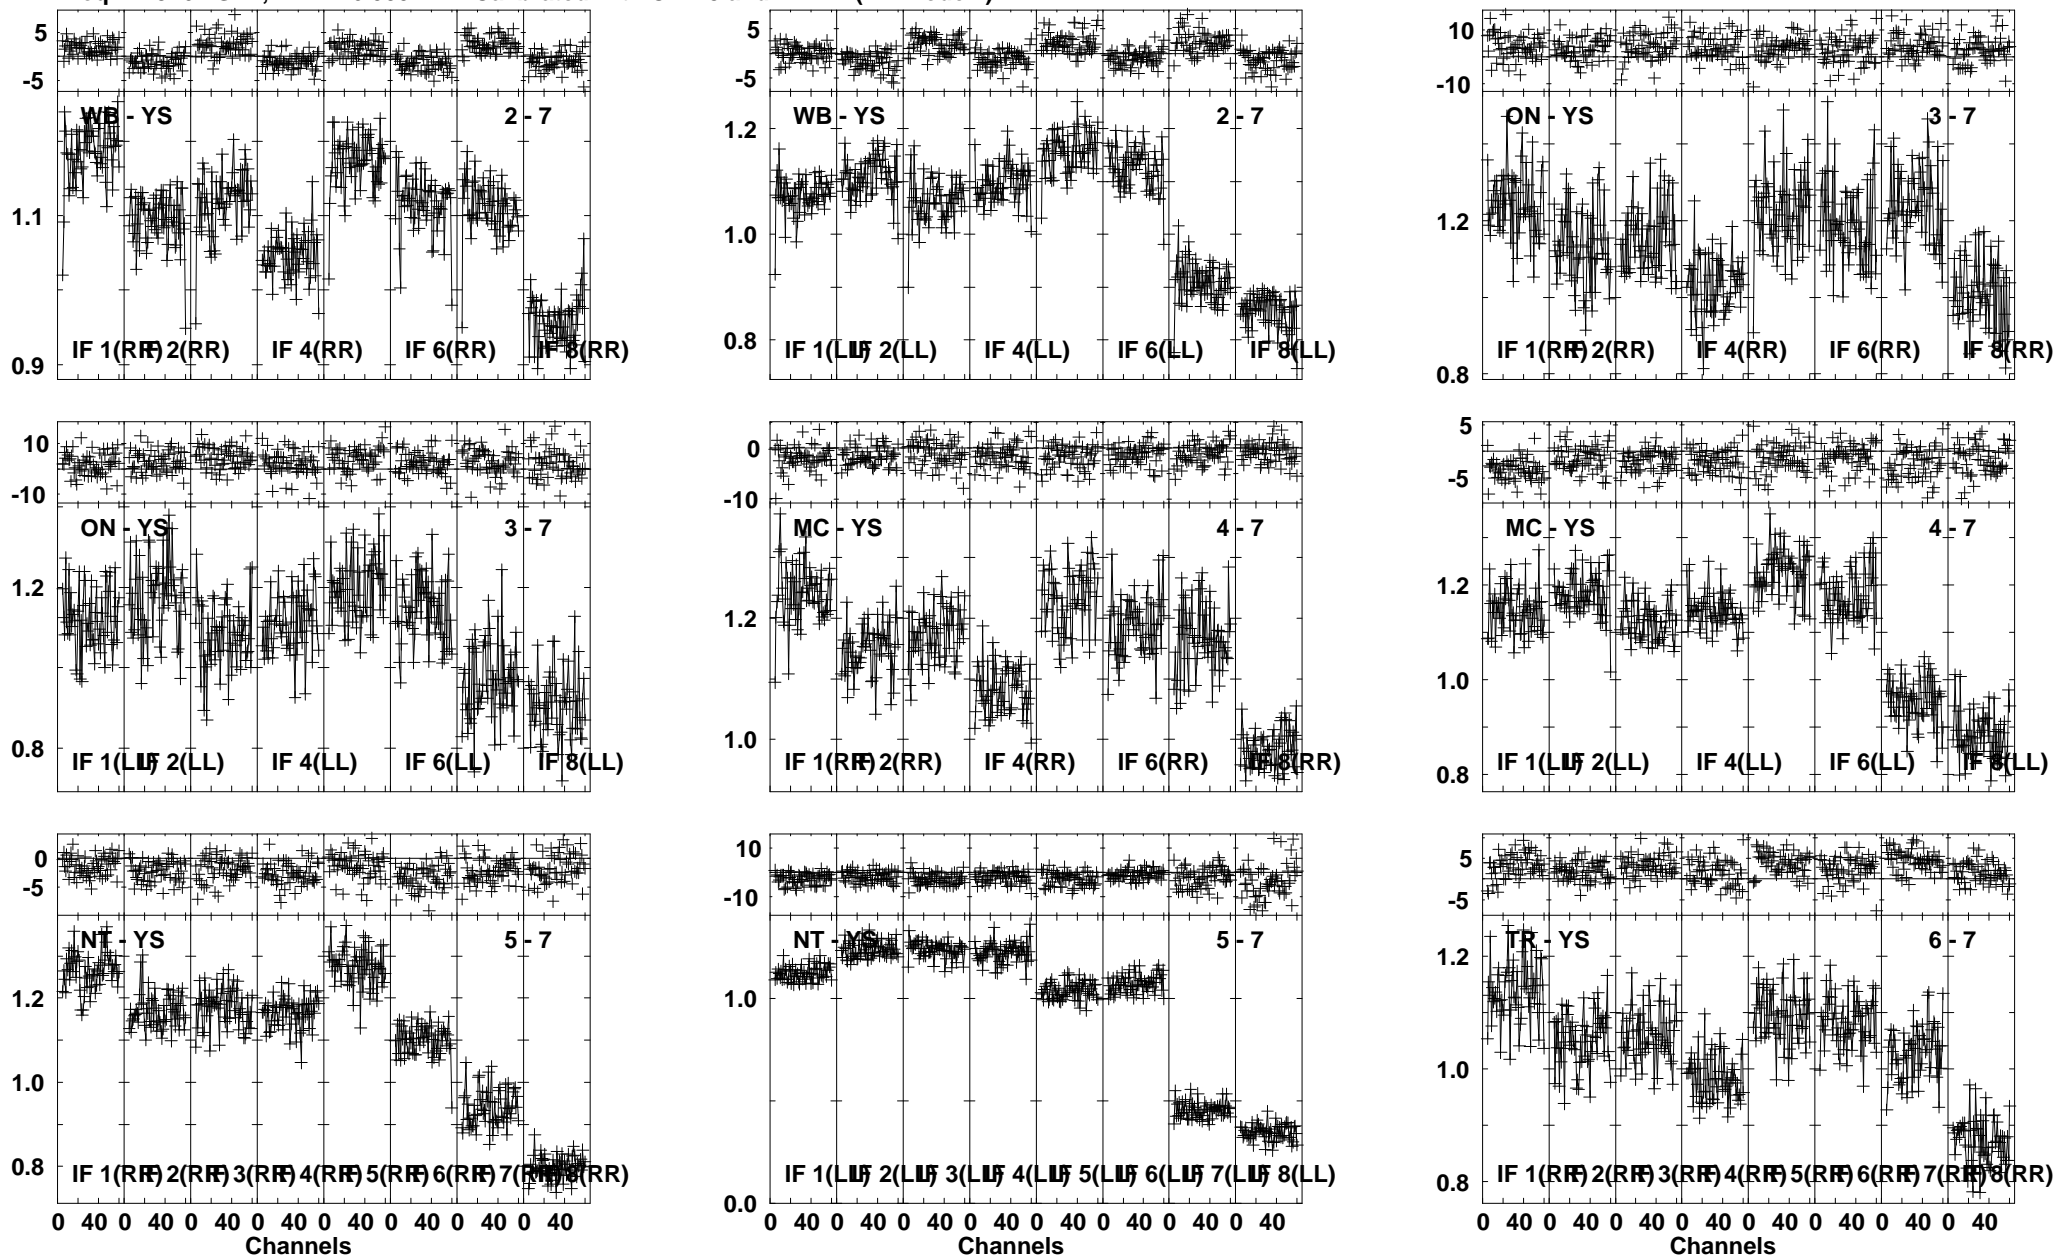 5 5 10
-5 -5 -10
WB - YS 2 - 7 WB - YS 2 - 7 ON - YS 3 - 7
1.2
1.1 1.0 1.2
0.9 0.8 0.8
IF 1(RR) IF 2(RR) IF 4(RR) IF 6(RR) IF 8(RR) IF 1(LL) IF 2(LL) IF 4(LL) IF 6(LL) IF 8(LL) IF 1(RR) IF 2(RR) IF 4(RR) IF 6(RR) IF 8(RR)
10 0 5
-10 -10 -5
ON - YS 3 - 7 MC - YS 4 - 7 MC - YS 4 - 7
1.2 1.2 1.2
1.0
0.8 1.0 0.8
IF 1(LL) IF 2(LL) IF 4(LL) IF 6(LL) IF 8(LL) IF 1(RR) IF 2(RR) IF 4(RR) IF 6(RR) IF 8(RR) IF 1(LL) IF 2(LL) IF 4(LL) IF 6(LL) IF 8(LL)
0 10 5
-5 -10 -5
NT - YS 5 - 7 NT - YS 5 - 7 TR - YS 6 - 7
1.2 1.0 1.2
1.0 1.0
0.8 0.0 0.8
IF 1(RR) IF 2(RR) IF 3(RR) IF 4(RR) IF 5(RR) IF 6(RR) IF 7(RR) IF 8(RR) IF 1(LL) IF 2(LL) IF 3(LL) IF 4(LL) IF 5(LL) IF 6(LL) IF 7(LL) IF 8(LL) IF 1(RR) IF 2(RR) IF 3(RR) IF 4(RR) IF 5(RR) IF 6(RR) IF 7(RR) IF 8(RR)
0 40 0 40 0 40 0 40 0 40 0 40 0 40 0 40 0 40 0 40 0 40 0 40 0 40 0 40 0 40 0 40 0 40 0 40 0 40 0 40 0 40 0 40 0 40 0 40
Channels Channels Channels